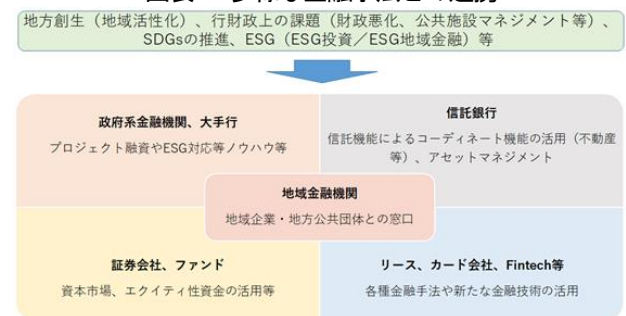 地方創生（地域活性化）、行財政上の課題（財政悪化、公共施設マネジメント等）、
SDGsの推進、ESG（ESG投資／ESG地域金融）等
政府系金融機関、大手行
プロジェクト融資やESG対応等ノウハウ等
信託銀行
信託機能によるコーディネート機能の活用（不動産
等）、アセットマネジメント
地域金融機関
地域企業・地方公共団体との窓口
証券会社、ファンド
資本市場、エクイティ性資金の活用等
リース、カード会社、Fintech等
各種金融手法や新たな金融技術の活用